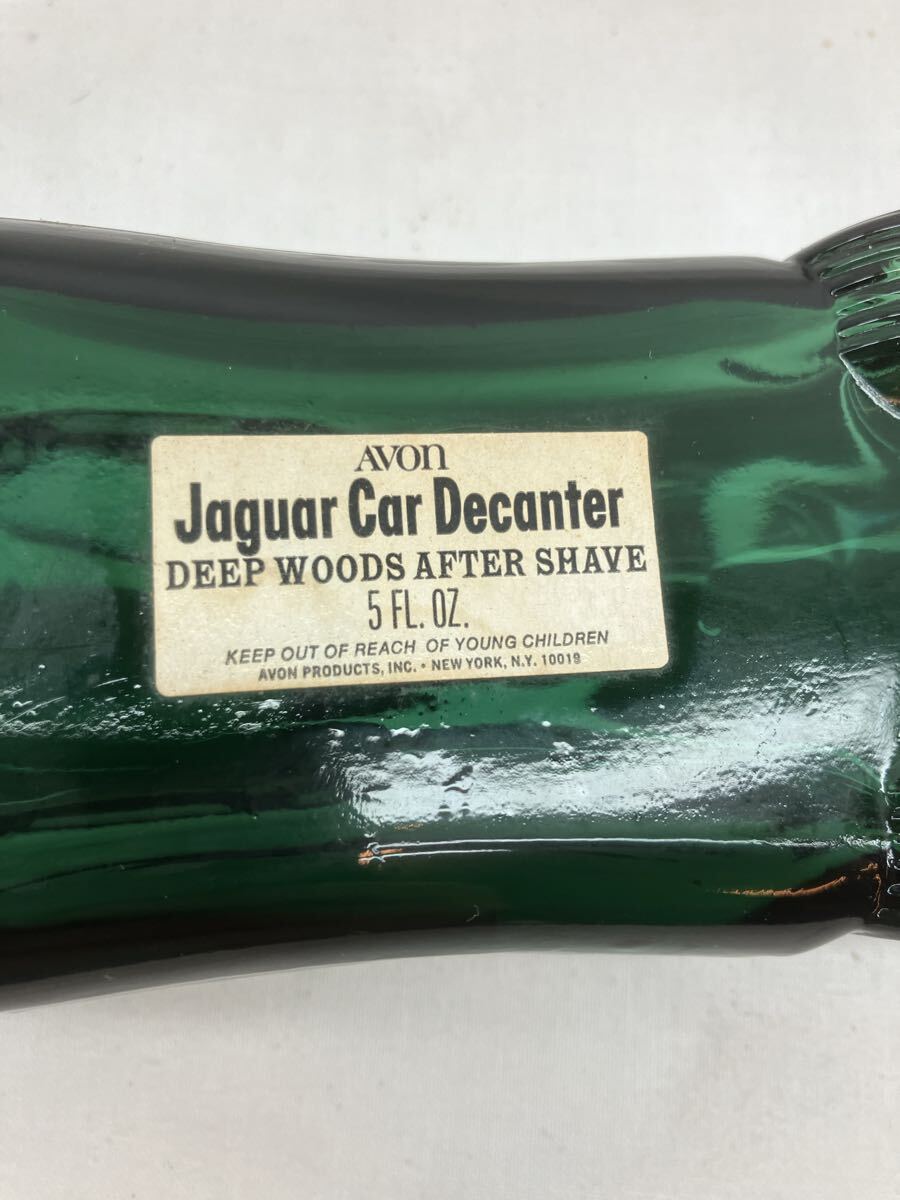 AVON
Jaguar Car Decanter
DEEP WOODS AFTER SHAVE
5 FL. OZ.
KEEP OUT OF REACH OF YOUNG CHILDREN
AVON PRODUCTS, INC. • NEW YORK, N.Y. 10019